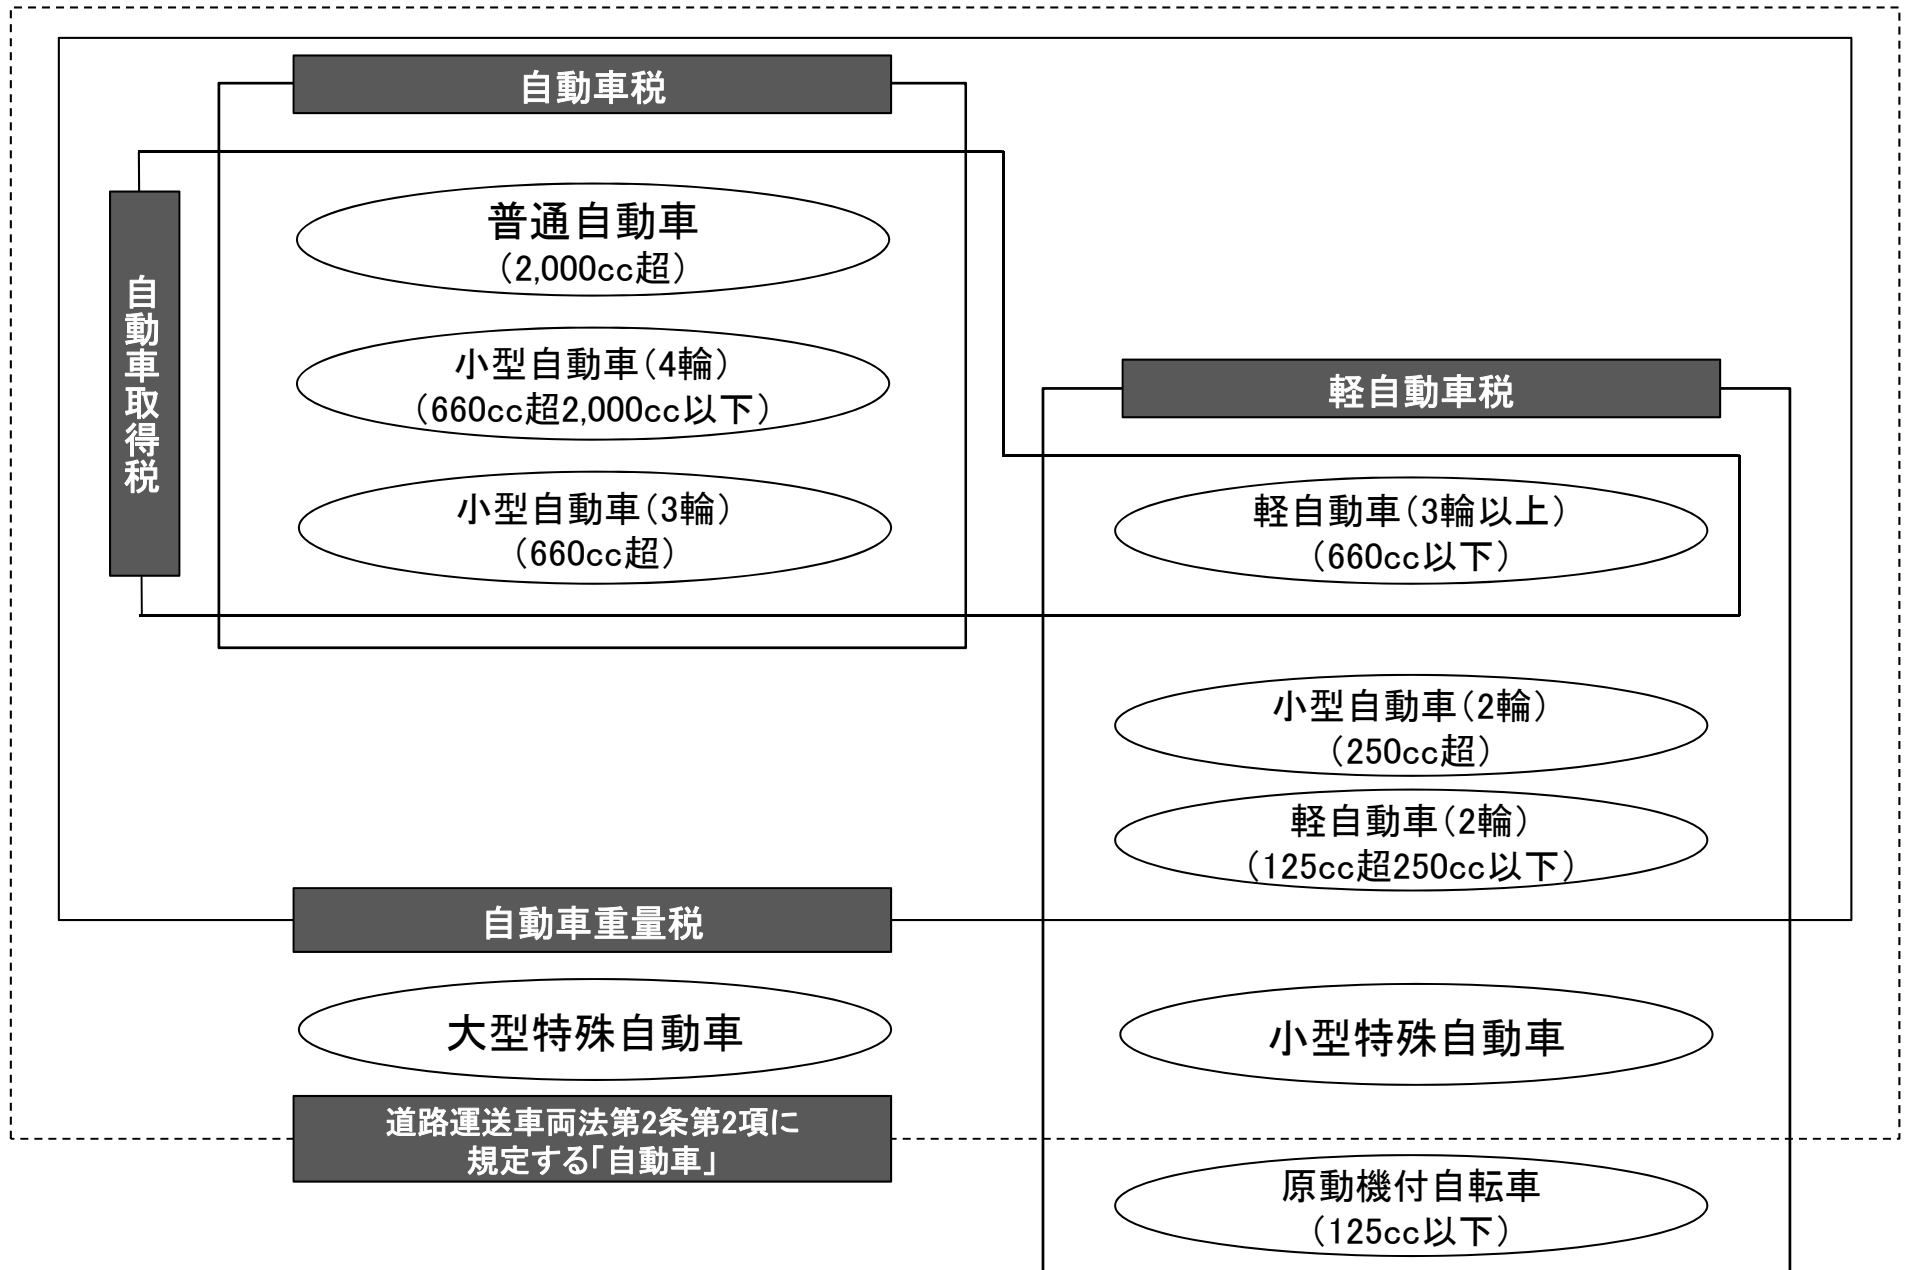 自動車税
自動車取得税
普通自動車
（2,000cc超）
小型自動車（4輪）
（660cc超2,000cc以下）
小型自動車（3輪）
（660cc超）
軽自動車税
軽自動車（3輪以上）
（660cc以下）
小型自動車（2輪）
（250cc超）
軽自動車（2輪）
（125cc超250cc以下）
自動車重量税
大型特殊自動車
小型特殊自動車
道路運送車両法第2条第2項に
規定する「自動車」
原動機付自転車
（125cc以下）